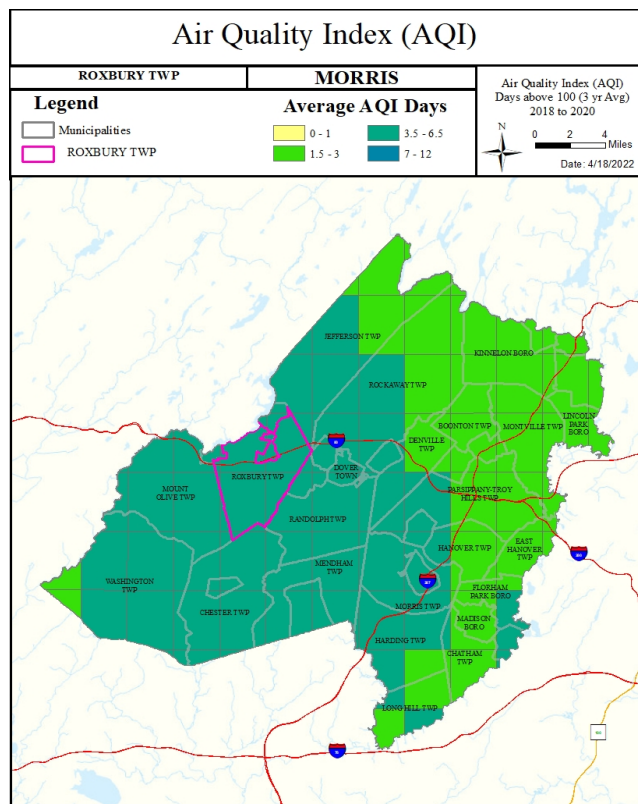 Air Quality Index (AQI)
ROXBURY TWP
MORRIS
Legend
Municipalities
ROXBURY TWP
Average AQI Days
0 - 1
3.5 - 6.5
1.5 - 3
7 - 12
Air Quality Index (AQI)
Days above 100 (3 yr Avg)
2018 to 2020
N
0 2 4
Miles
Date: 4/18/2022
JEFFERSON TWP
KINNELON BORO
ROCKAWAY TWP
LINCOLN
PARK
BORO
BOONTON TWP
MONTVILLE TWP
DENVILLE
TWP
80
DOVER
TOWN
ROXBURY TWP
MOUNT
OLIVE TWP
PARSIPPANY-TROY
HILLS TWP
RANDOLPH TWP
HANOVER TWP
EAST
HANOVER
TWP
MENDHAM
TWP
287
WASHINGTON
TWP
FLORHAM
PARK BORO
CHESTER TWP
MORRIS TWP
MADISON
BORO
HARDING TWP
CHATHAM
TWP
LONG HILL TWP